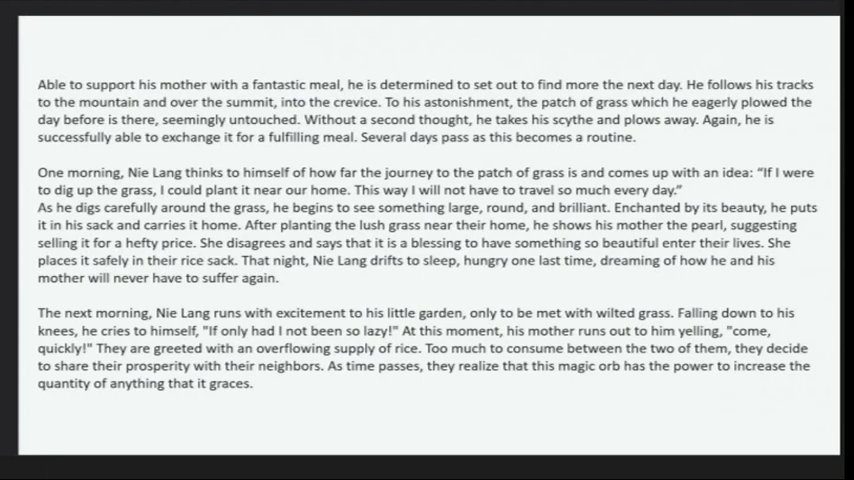 Able to support his mother with a fantastic meal, he is determined to set out to find more the next day. He follows his tracks
to the mountain and over the summit, into the crevice. To his astonishment, the patch of grass which he eagerly plowed the
day before is there, seemingly untouched. Without a second thought, he takes his scythe and plows away. Again, he is
successfully able to exchange it for a fulfilling meal. Several days pass as this becomes a routine.
One morning, Nie Lang thinks to himself of how far the journey to the patch of grass is and comes up with an idea: “If I were
to dig up the grass, I could plant it near our home. This way I will not have to travel so much every day.”
As he digs carefully around the grass, he begins to see something large, round, and brilliant. Enchanted by its beauty, he puts
it in his sack and carries it home. After planting the lush grass near their home, he shows his mother the pearl, suggesting
selling it for a hefty price. She disagrees and says that it is a blessing to have something so beautiful enter their lives. She
places it safely in their rice sack. That night, Nie Lang drifts to sleep, hungry one last time, dreaming of how he and his
mother will never have to suffer again.
The next morning, Nie Lang runs with excitement to his little garden, only to be met with wilted grass. Falling down to his
knees, he cries to himself, "If only had I not been so lazy!" At this moment, his mother runs out to him yelling, "come,
quickly!" They are greeted with an overflowing supply of rice. Too much to consume between the two of them, they decide
to share their prosperity with their neighbors. As time passes, they realize that this magic orb has the power to increase the
quantity of anything that it graces.